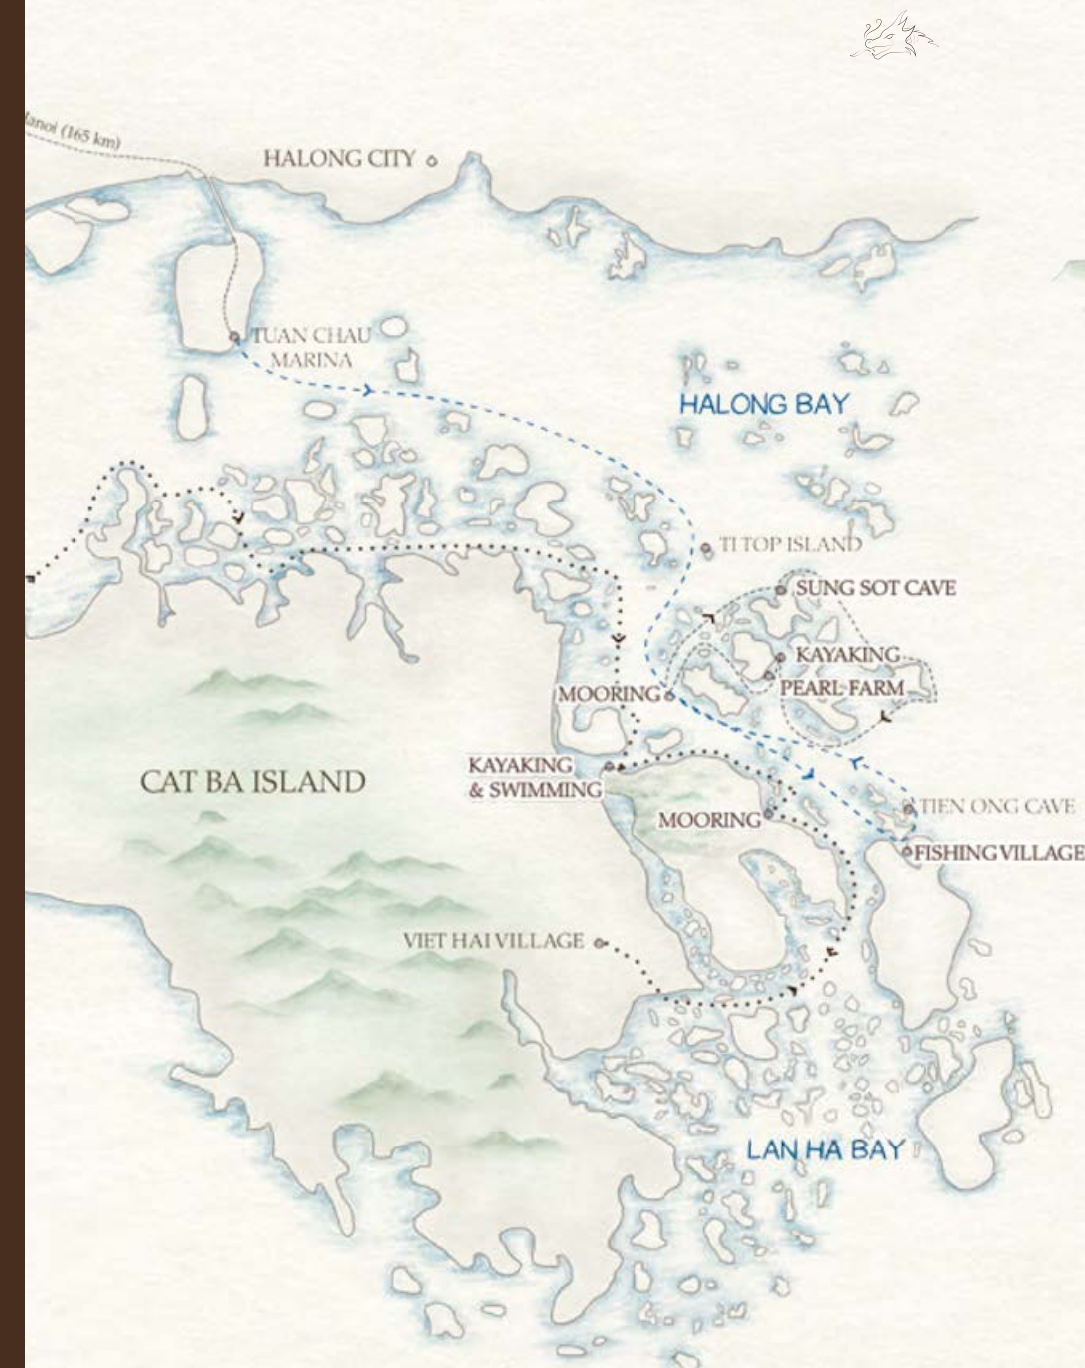 (165 km)
HALONG CITY
TUAN CHAU
MARINA
HALONG BAY
TI TOP ISLAND
SUNG SOT CAVE
KAYAKING
PEARL FARM
MOORING
KAYAKING
& SWIMMING
CAT BA ISLAND
MOORING
TIEN ONG CAVE
FISHING VILLAGE
VIET HAI VILLAGE
LAN HA BAY